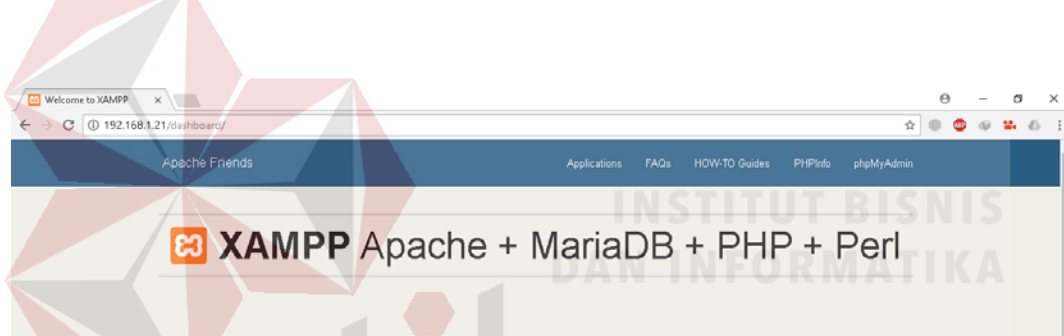 Welcome to XAMPP
192.168.1.21/dashboard/
Apache Friends Applications FAQs HOW-TO Guides PHPInfo phpMyAdmin
INSTITUT BISNIS
XAMPP Apache + MariaDB + PHP + Perl
DAN INFORMATIKA